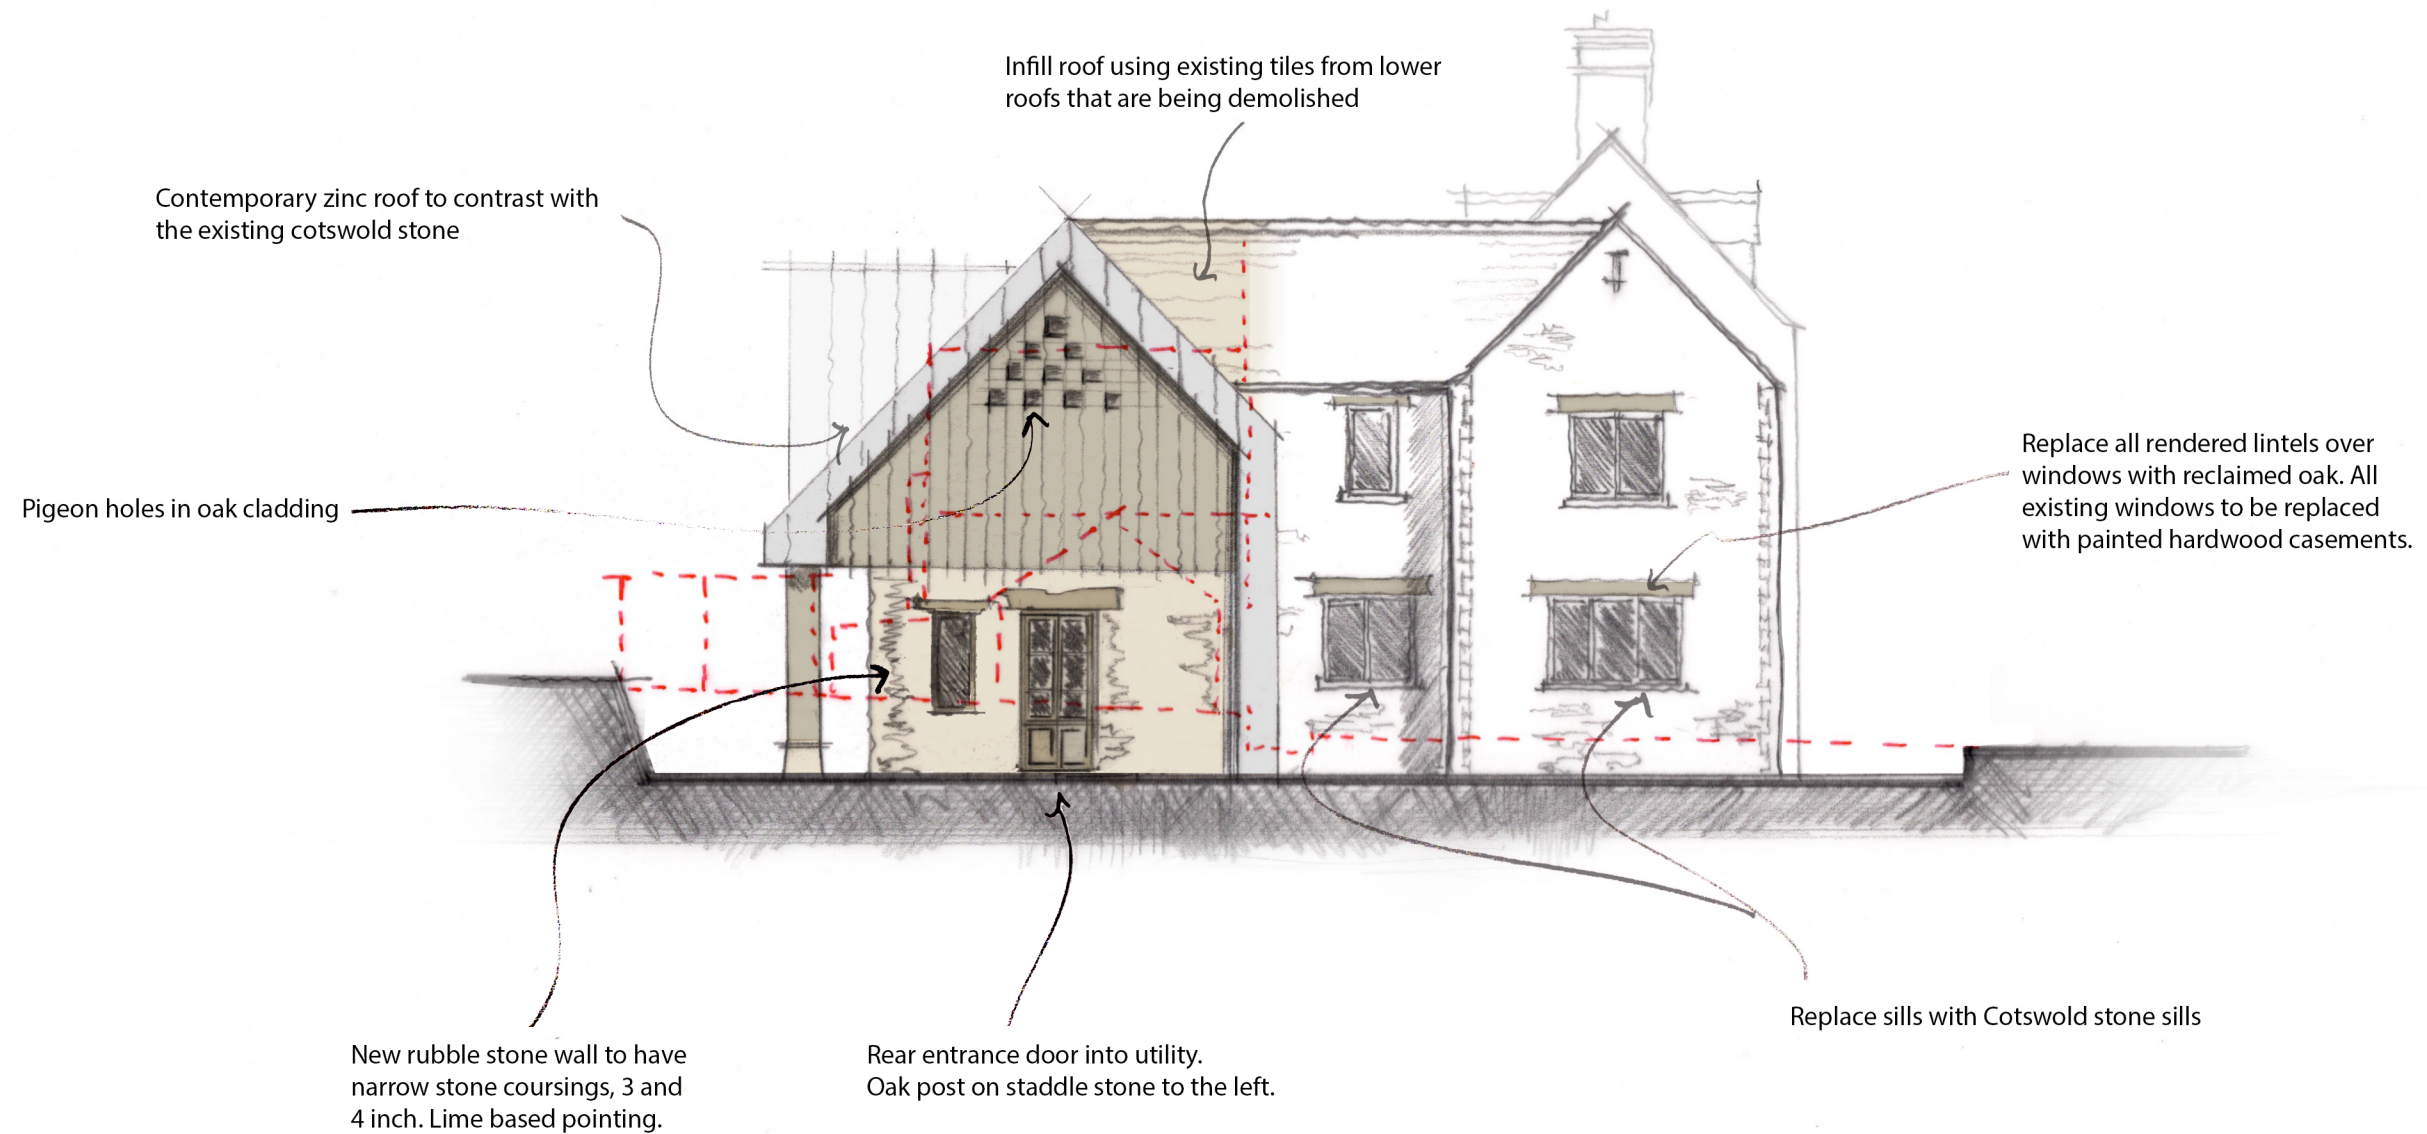 Infill roof using existing tiles from lower
roofs that are being demolished
Contemporary zinc roof to contrast with
the existing cotswold stone
Replace all rendered lintels over
windows with reclaimed oak. All
existing windows to be replaced
with painted hardwood casements.
Pigeon holes in oak cladding
Replace sills with Cotswold stone sills
New rubble stone wall to have
narrow stone coursings, 3 and
4 inch. Lime based pointing.
Rear entrance door into utility.
Oak post on staddle stone to the left.